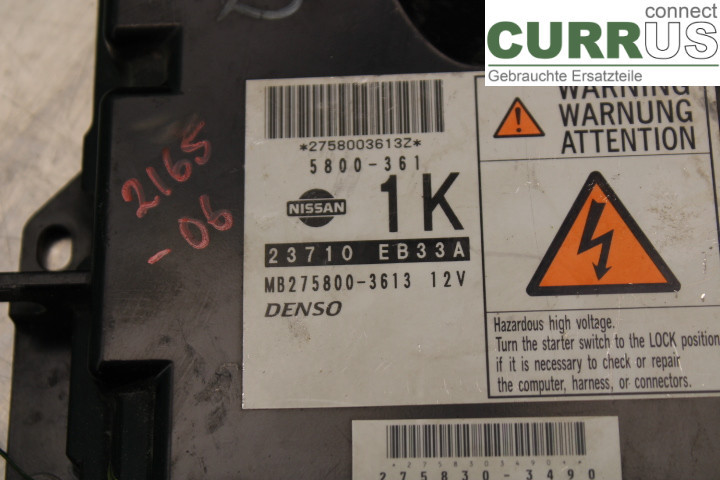 connect
CURRUS
Gebrauchte Ersatzteile
*2758003613Z*
5800-361
NISSAN
1K
23710 EB33A
MB275800-3613 12V
DENSO
WARNING
WARNUNG
ATTENTION
Hazardous high voltage.
Turn the starter switch to the LOCK position
if it is necessary to check or repair
the computer, harness, or connectors.
2165
-06
*2758303490*
275830-3490